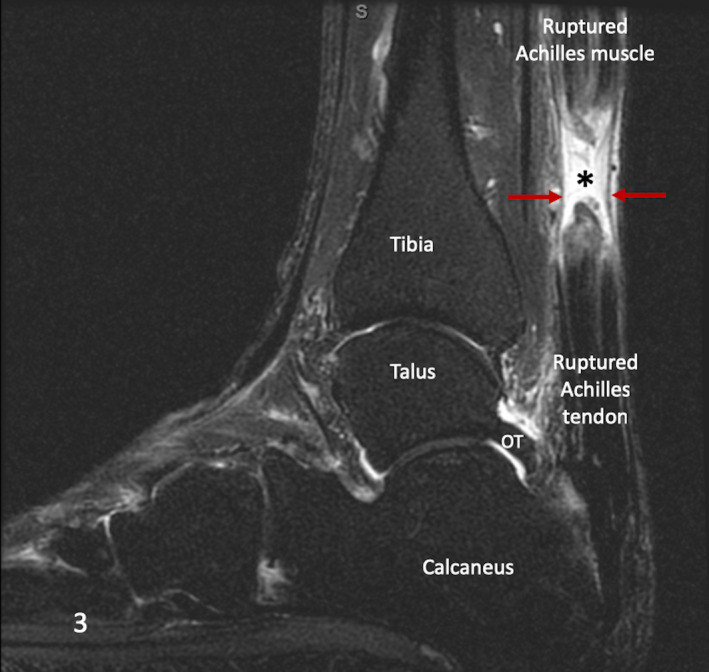 S
Ruptured
Achilles muscle
*
Tibia
Talus
Ruptured
Achilles
tendon
OT
Calcaneus
3